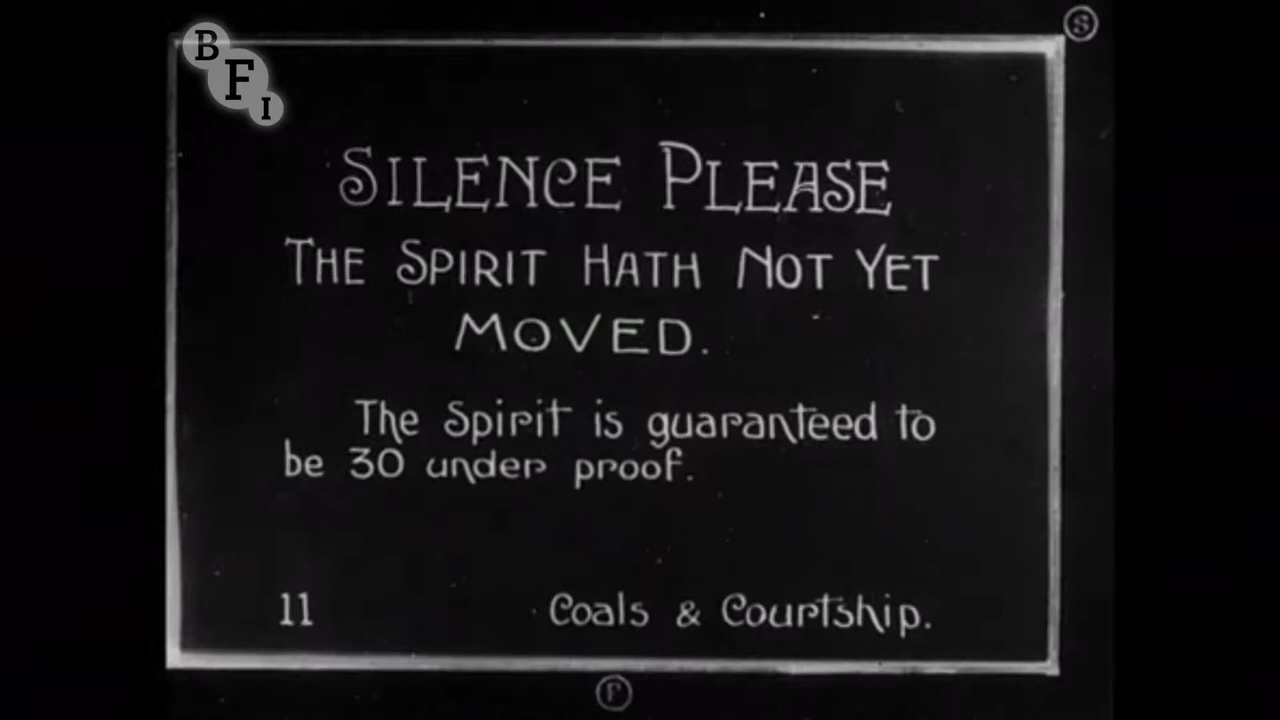 BFI
S
SILENCE PLEASE
THE SPIRIT HATH NOT YET
MOVED.
The Spirit is guaranteed to
be 30 under proof.
11 Coals & Courtship.
F